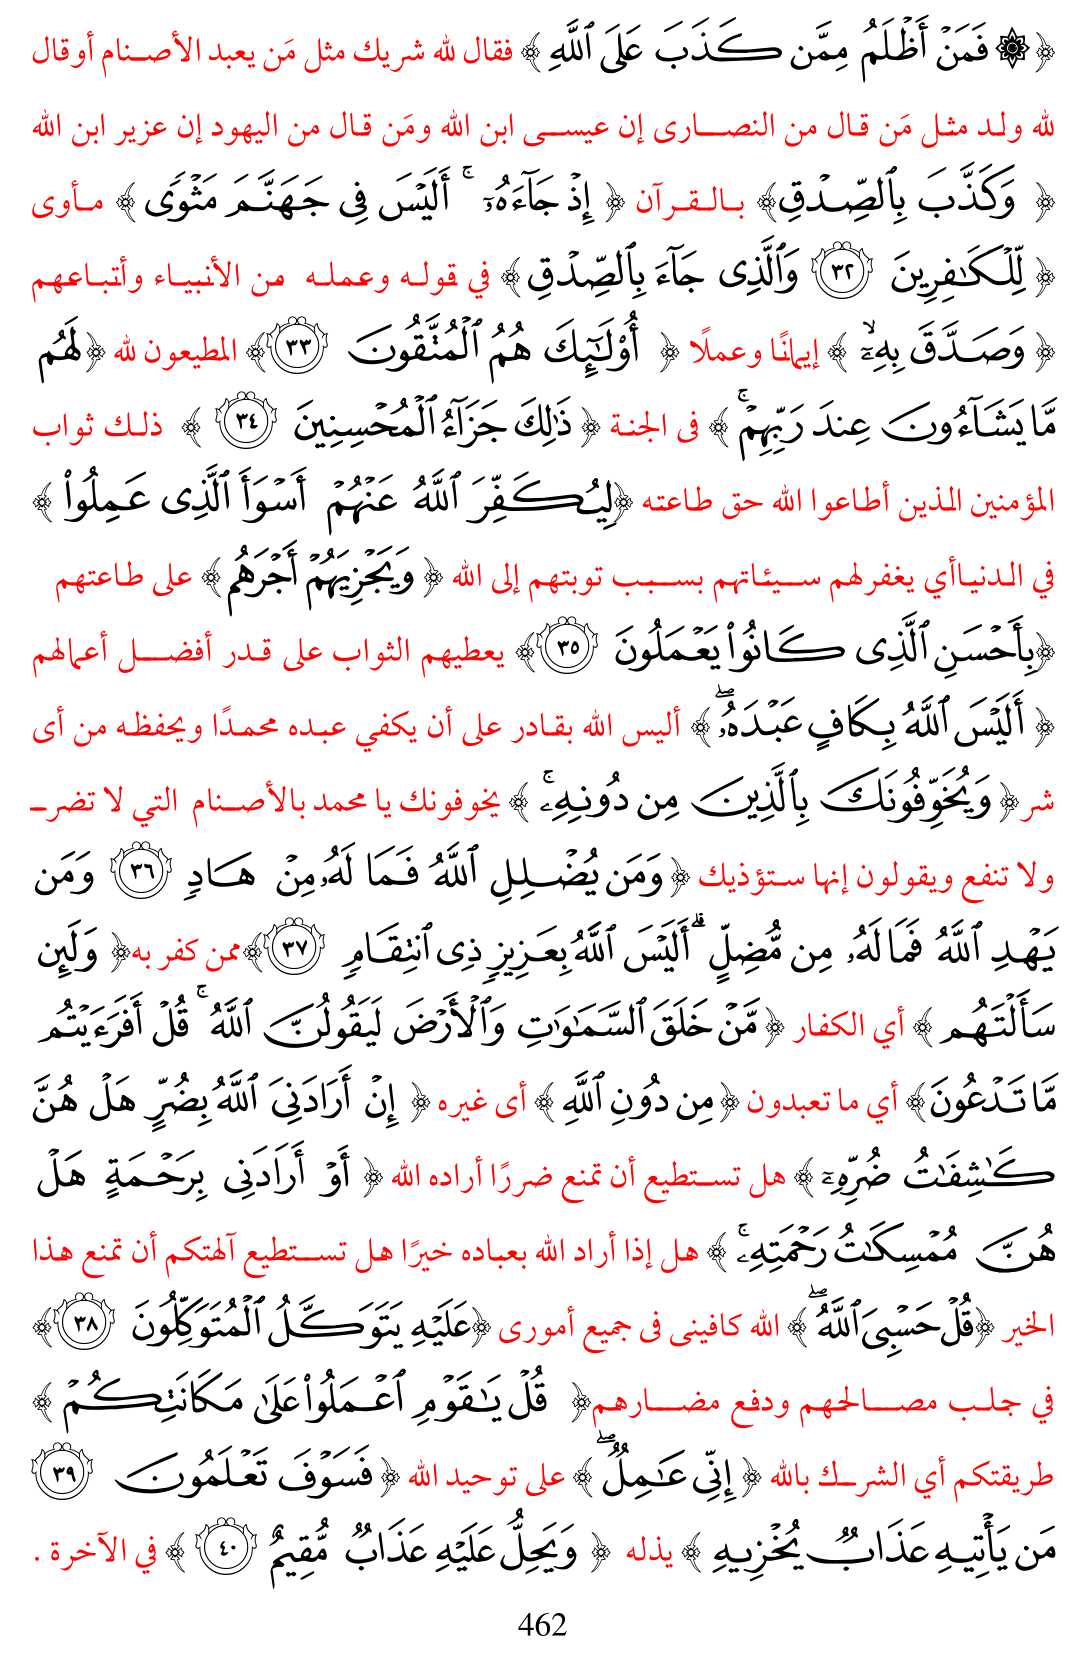 ﴿ ۞ فَمَنْ أَظْلَمُ مِمَّن كَذَبَ عَلَى ٱللَّهِ ﴾ فقال لله شريك مثل مَن يعبد الأصنام أوقال
لله ولد مثل مَن قال من النصارى إن عيسى ابن الله ومَن قال من اليهود إن عزير ابن الله
﴿ وَكَذَّبَ بِٱلصِّدْقِ﴾ بالقرآن ﴿ إِذْ جَآءَهُۥٓ ۚ أَلَيْسَ فِى جَهَنَّمَ مَثْوًى ﴾ مأوى
﴿ لِّلْكَـٰفِرِينَ ٣٢ وَٱلَّذِى جَآءَ بِٱلصِّدْقِ ﴾ في قوله وعمله من الأنبياء وأتباعهم
﴿ وَصَدَّقَ بِهِۦٓ ۙ ﴾ إيمانًا وعملًا ﴿ أُو۟لَـٰٓئِكَ هُمُ ٱلْمُتَّقُونَ ٣٣ ﴾ المطيعون لله ﴿ لَهُم
مَّا يَشَآءُونَ عِندَ رَبِّهِمْ ۚ ﴾ فى الجنة ﴿ ذَٰلِكَ جَزَآءُ ٱلْمُحْسِنِينَ ٣٤ ﴾ ذلك ثواب
المؤمنين الذين أطاعوا الله حق طاعته ﴿لِيُكَفِّرَ ٱللَّهُ عَنْهُمْ أَسْوَأَ ٱلَّذِى عَمِلُوا۟ ﴾
في الدنياأي يغفرلهم سيئاتهم بسبب توبتهم إلى الله ﴿ وَيَجْزِيَهُمْ أَجْرَهُم ﴾ على طاعتهم
﴿بِأَحْسَنِ ٱلَّذِى كَانُوا۟ يَعْمَلُونَ ٣٥﴾ يعطيهم الثواب على قدر أفضل أعمالهم
﴿ أَلَيْسَ ٱللَّهُ بِكَافٍ عَبْدَهُۥ ۖ ﴾ أليس الله بقادر على أن يكفي عبده محمدًا ويحفظه من أى
شر ﴿ وَيُخَوِّفُونَكَ بِٱلَّذِينَ مِن دُونِهِۦ ۚ ﴾ يخوفونك يا محمد بالأصنام التي لا تضر
ولا تنفع ويقولون إنها ستؤذيك ﴿ وَمَن يُضْلِلِ ٱللَّهُ فَمَا لَهُۥ مِنْ هَادٍ ٣٦ وَمَن
يَهْدِ ٱللَّهُ فَمَا لَهُۥ مِن مُّضِلٍّ ۗ أَلَيْسَ ٱللَّهُ بِعَزِيزٍ ذِى ٱنتِقَامٍ ٣٧﴾ ممن كفر به ﴿ وَلَئِن
سَأَلْتَهُم ﴾ أي الكفار ﴿ مَّنْ خَلَقَ ٱلسَّمَـٰوَٰتِ وَٱلْأَرْضَ لَيَقُولُنَّ ٱللَّهُ ۚ قُلْ أَفَرَءَيْتُم
مَّا تَدْعُونَ﴾ أي ما تعبدون ﴿ مِن دُونِ ٱللَّهِ ﴾ أى غيره ﴿ إِنْ أَرَادَنِىَ ٱللَّهُ بِضُرٍّ هَلْ هُنَّ
كَـٰشِفَـٰتُ ضُرِّهِۦٓ ﴾ هل تستطيع أن تمنع ضررًا أراده الله ﴿ أَوْ أَرَادَنِى بِرَحْمَةٍ هَلْ
هُنَّ مُمْسِكَـٰتُ رَحْمَتِهِۦ ۚ ﴾ هل إذا أراد الله بعباده خيرًا هل تستطيع آلهتكم أن تمنع هذا
الخير ﴿قُلْ حَسْبِىَ ٱللَّهُ ۖ ﴾ الله كافينى فى جميع أمورى ﴿عَلَيْهِ يَتَوَكَّلُ ٱلْمُتَوَكِّلُونَ ٣٨﴾
في جلب مصالحهم ودفع مضارهم﴿ قُلْ يَـٰقَوْمِ ٱعْمَلُوا۟ عَلَىٰ مَكَانَتِكُمْ ﴾
طريقتكم أي الشرك بالله ﴿ إِنِّى عَـٰمِلٌ ۖ ﴾ على توحيد الله ﴿ فَسَوْفَ تَعْلَمُونَ ٣٩
مَن يَأْتِيهِ عَذَابٌ يُخْزِيهِ ﴾ يذله ﴿ وَيَحِلُّ عَلَيْهِ عَذَابٌ مُّقِيمٌ ٤٠ ﴾ في الآخرة .
462